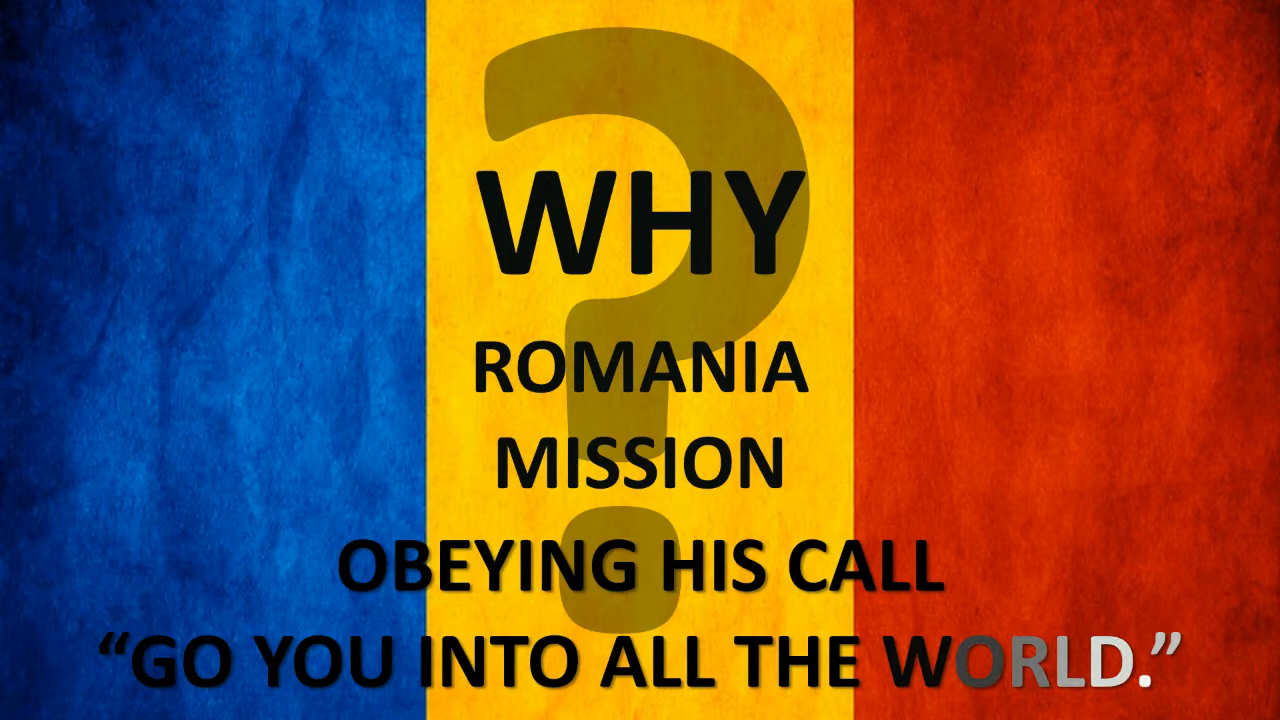 ?
WHY
ROMANIA
MISSION
OBEYING HIS CALL
“GO YOU INTO ALL THE WORLD.”